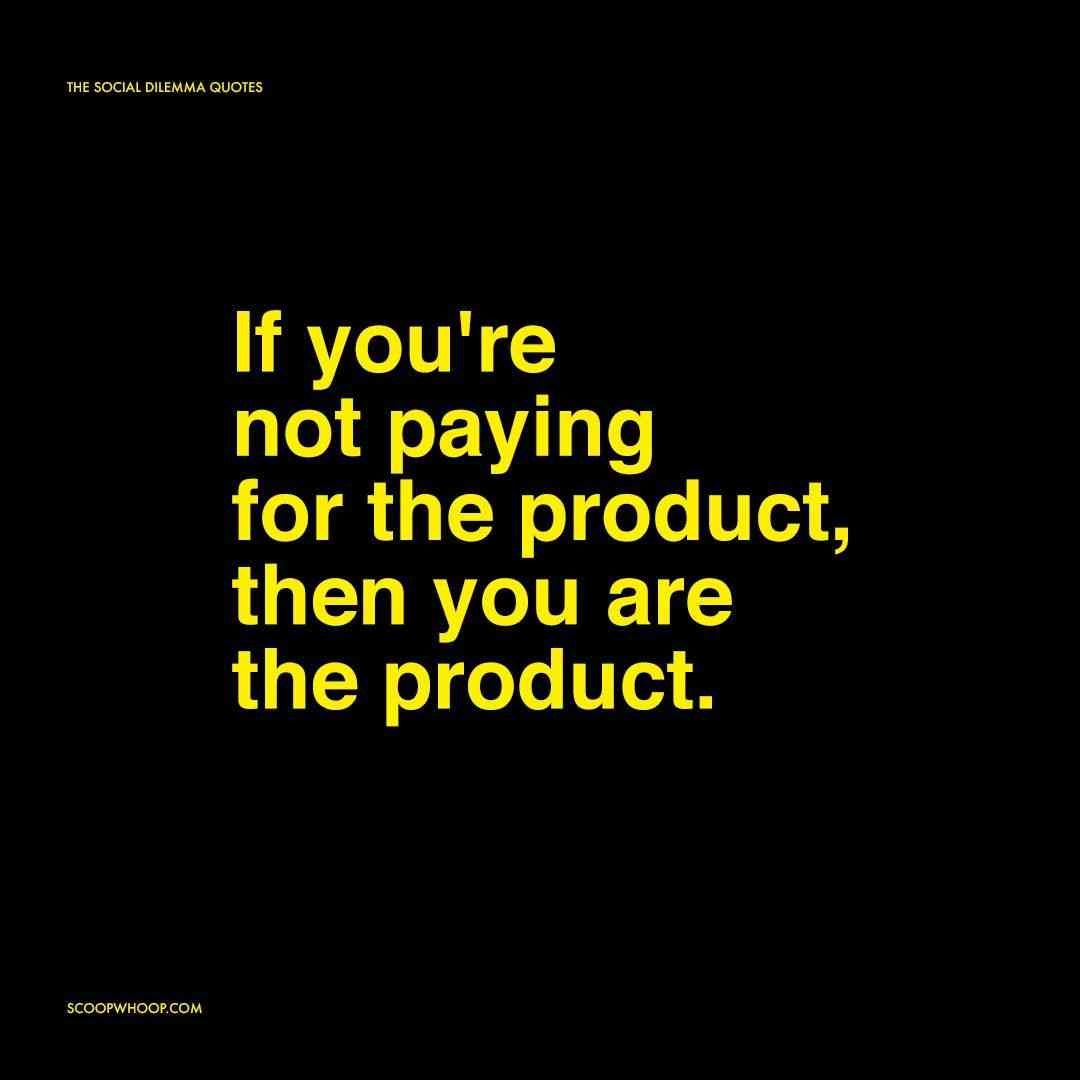 THE SOCIAL DILEMMA QUOTES
If you're
not paying
for the product,
then you are
the product.
SCOOPWHOOP.COM